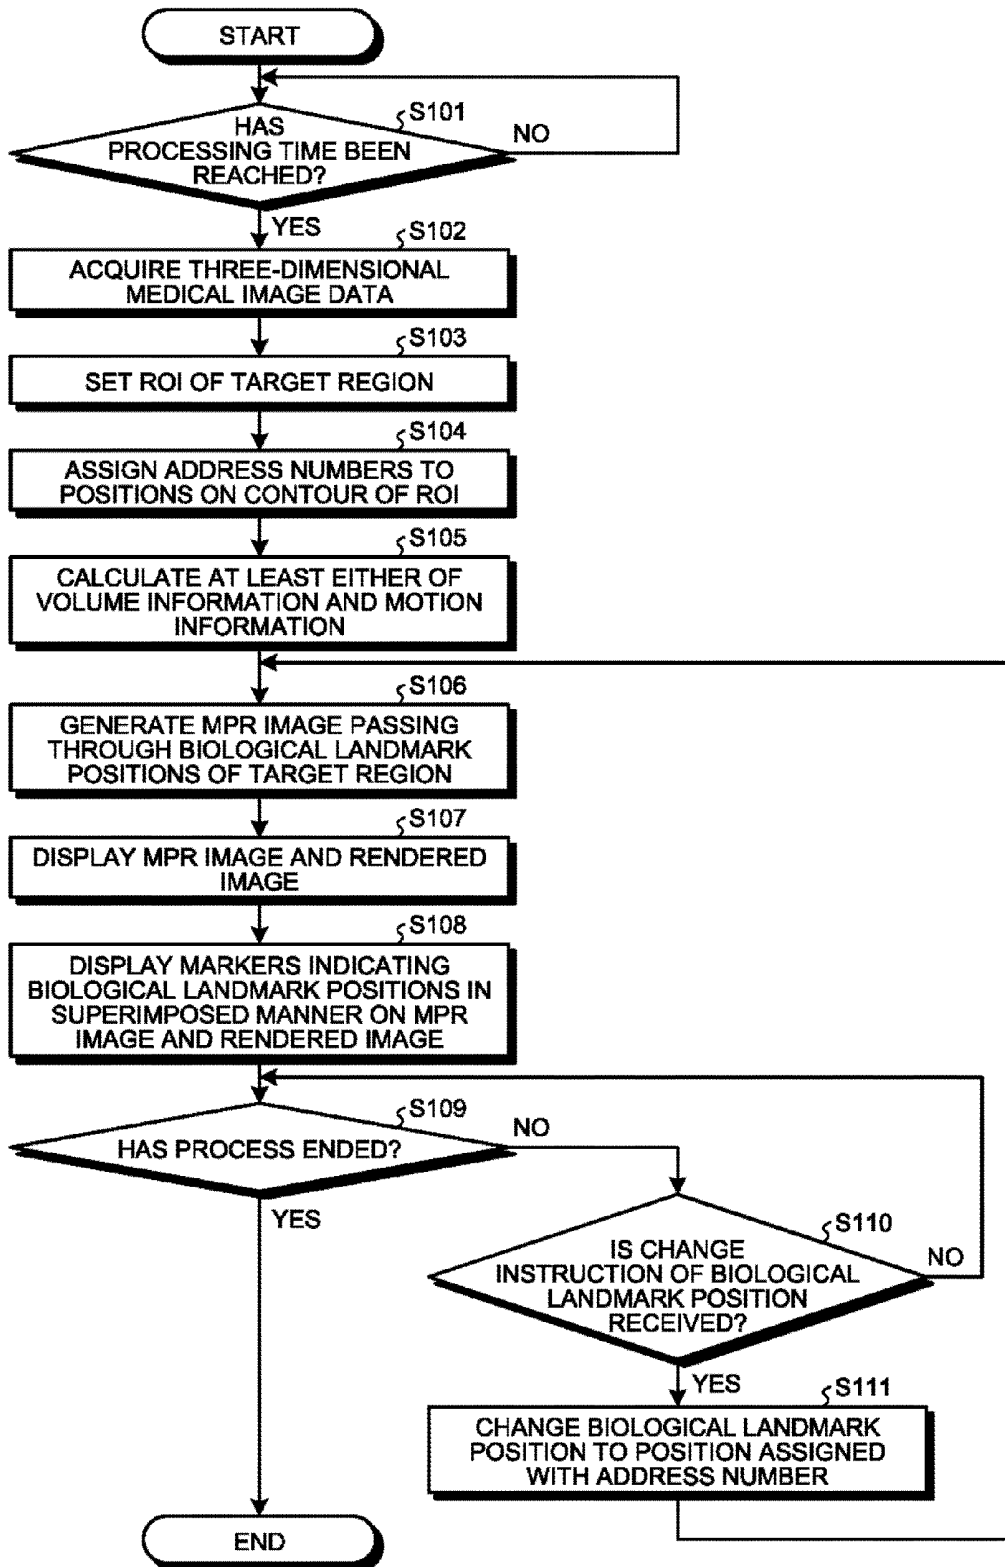 START
S101
HAS
PROCESSING TIME BEEN
REACHED?
NO
YES
S102
ACQUIRE THREE-DIMENSIONAL
MEDICAL IMAGE DATA
S103
SET ROI OF TARGET REGION
S104
ASSIGN ADDRESS NUMBERS TO
POSITIONS ON CONTOUR OF ROI
S105
CALCULATE AT LEAST EITHER OF
VOLUME INFORMATION AND MOTION
INFORMATION
S106
GENERATE MPR IMAGE PASSING
THROUGH BIOLOGICAL LANDMARK
POSITIONS OF TARGET REGION
S107
DISPLAY MPR IMAGE AND RENDERED
IMAGE
S108
DISPLAY MARKERS INDICATING
BIOLOGICAL LANDMARK POSITIONS IN
SUPERIMPOSED MANNER ON MPR
IMAGE AND RENDERED IMAGE
S109
HAS PROCESS ENDED?
NO
YES
S110
IS CHANGE
INSTRUCTION OF BIOLOGICAL
LANDMARK POSITION
RECEIVED?
NO
YES
S111
CHANGE BIOLOGICAL LANDMARK
POSITION TO POSITION ASSIGNED
WITH ADDRESS NUMBER
END